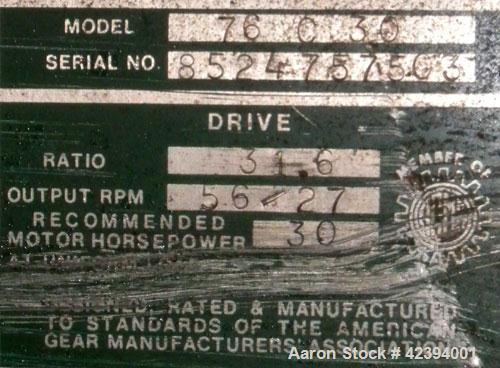 MODEL 76 C 30
SERIAL NO. 8524757503
DRIVE
RATIO 31.6
OUTPUT RPM 56-27
RECOMMENDED
MOTOR HORSEPOWER 30
MEMBER OF
DESIGNED, RATED & MANUFACTURED
TO STANDARDS OF THE AMERICAN
GEAR MANUFACTURERS' ASSOCIATION
Aaron Stock # 42394001